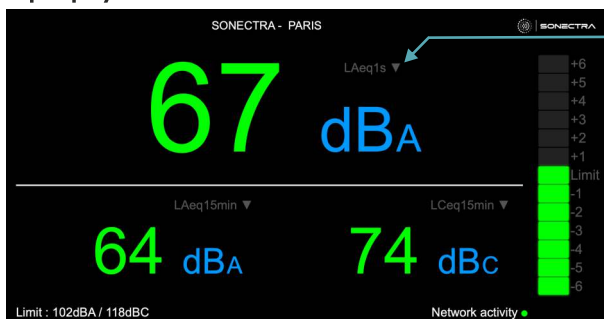 SONECTRA - PARIS
SONECTRA
LAeq1s ▼
67 dBA
+6
+5
+4
+3
+2
+1
Limit
-1
-2
-3
-4
-5
-6
LAeq15min ▼
64 dBA
LCeq15min ▼
74 dBC
Limit : 102dBA / 118dBC
Network activity